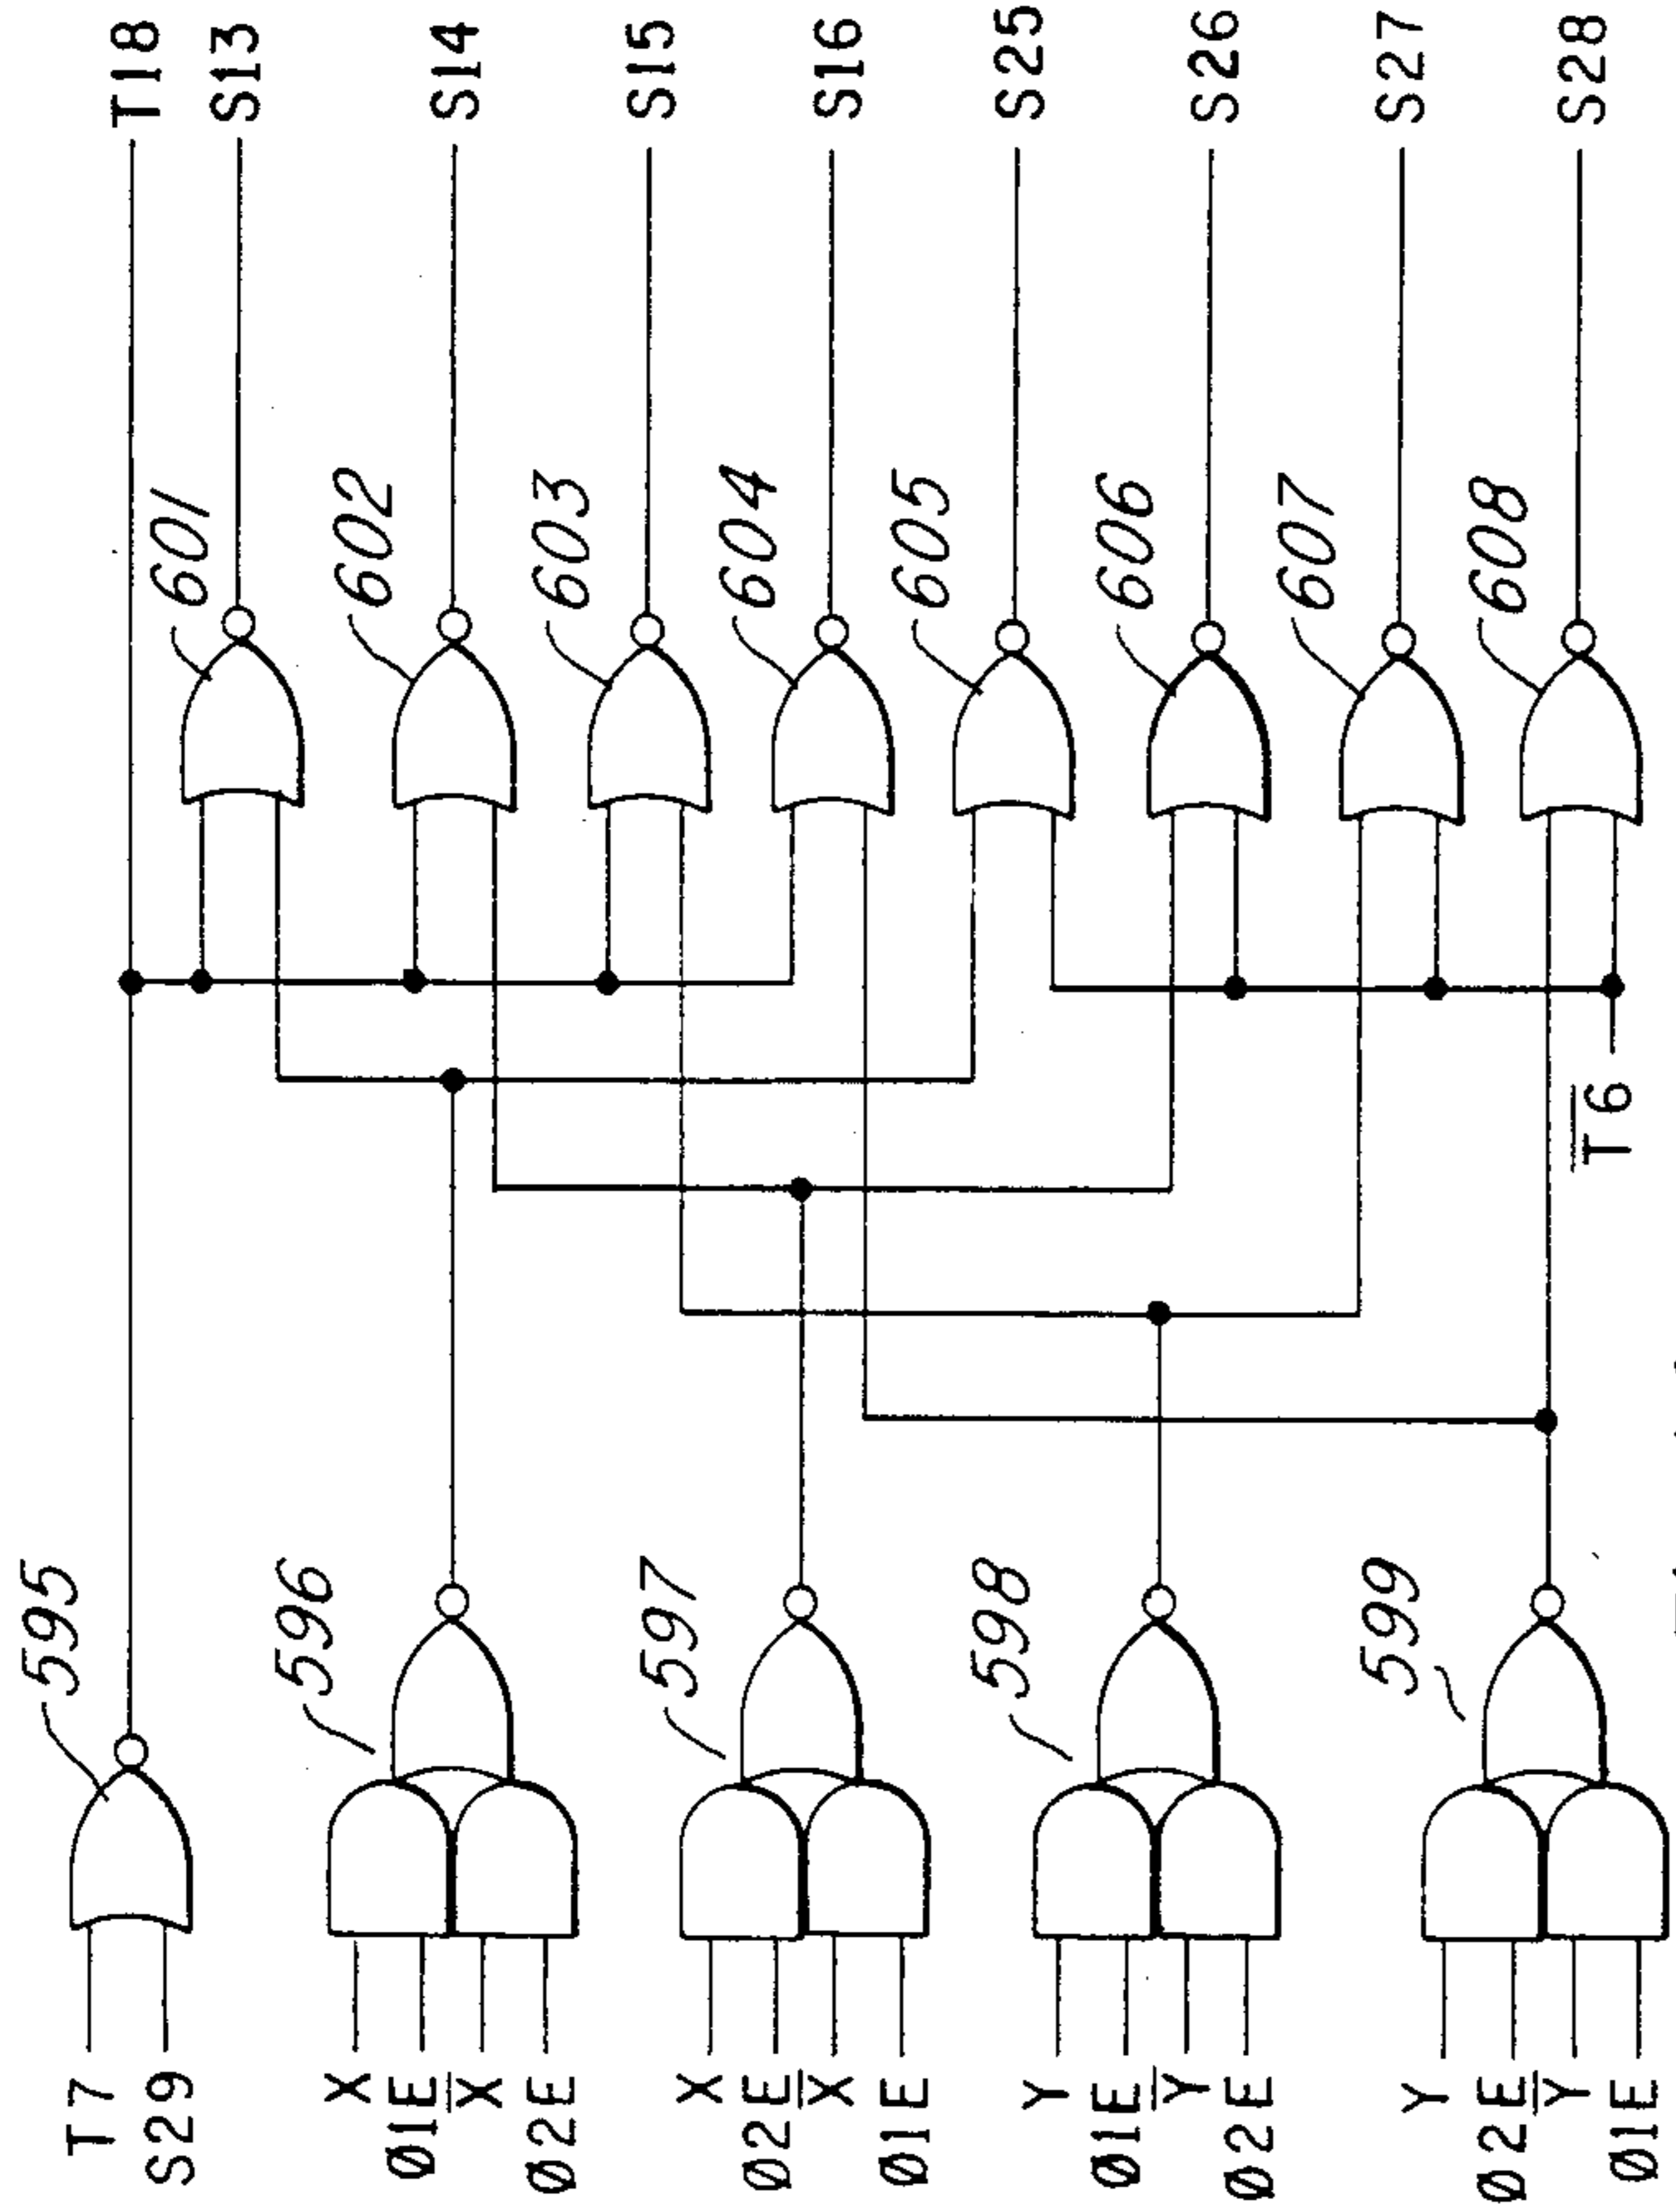 T7
S29
X
Ø1E
X̅
Ø2E
X
Ø2E
X̅
Ø1E
Y
Ø1E
Y̅
Ø2E
Y
Ø2E
Y̅
Ø1E
595
596
597
598
599
T̅6̅
601
602
603
604
605
606
607
608
T18
S13
S14
S15
S16
S25
S26
S27
S28